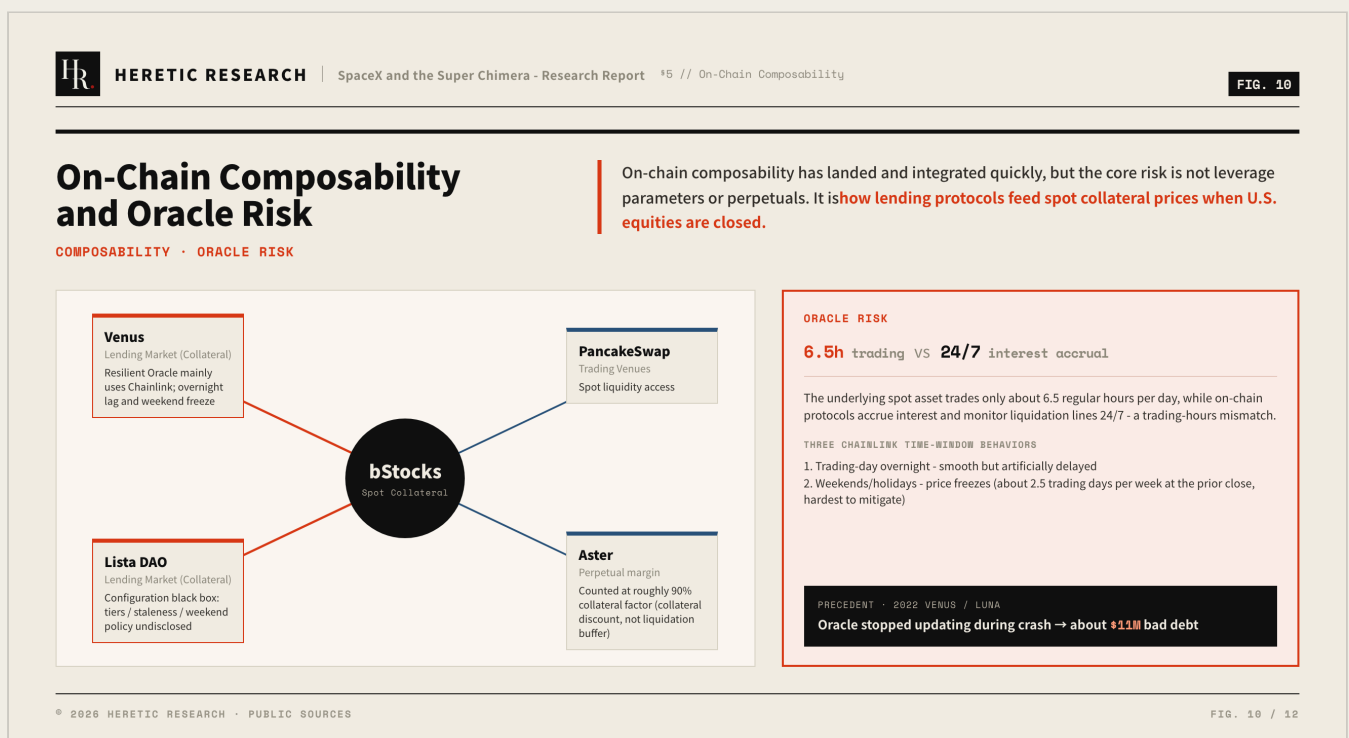 HR.
HERETIC RESEARCH
SpaceX and the Super Chimera - Research Report
§5 // On-Chain Composability
FIG. 10
On-Chain Composability
and Oracle Risk
COMPOSABILITY · ORACLE RISK
On-chain composability has landed and integrated quickly, but the core risk is not leverage
parameters or perpetuals. It ishow lending protocols feed spot collateral prices when U.S.
equities are closed.
Venus
Lending Market (Collateral)
Resilient Oracle mainly
uses Chainlink; overnight
lag and weekend freeze
PancakeSwap
Trading Venues
Spot liquidity access
bStocks
Spot Collateral
Lista DAO
Lending Market (Collateral)
Configuration black box:
tiers / staleness / weekend
policy undisclosed
Aster
Perpetual margin
Counted at roughly 90%
collateral factor (collateral
discount, not liquidation
buffer)
ORACLE RISK
6.5h trading VS 24/7 interest accrual
The underlying spot asset trades only about 6.5 regular hours per day, while on-chain
protocols accrue interest and monitor liquidation lines 24/7 - a trading-hours mismatch.
THREE CHAINLINK TIME-WINDOW BEHAVIORS
1. Trading-day overnight - smooth but artificially delayed
2. Weekends/holidays - price freezes (about 2.5 trading days per week at the prior close,
hardest to mitigate)
PRECEDENT · 2022 VENUS / LUNA
Oracle stopped updating during crash → about $11M bad debt
© 2026 HERETIC RESEARCH · PUBLIC SOURCES
FIG. 10 / 12